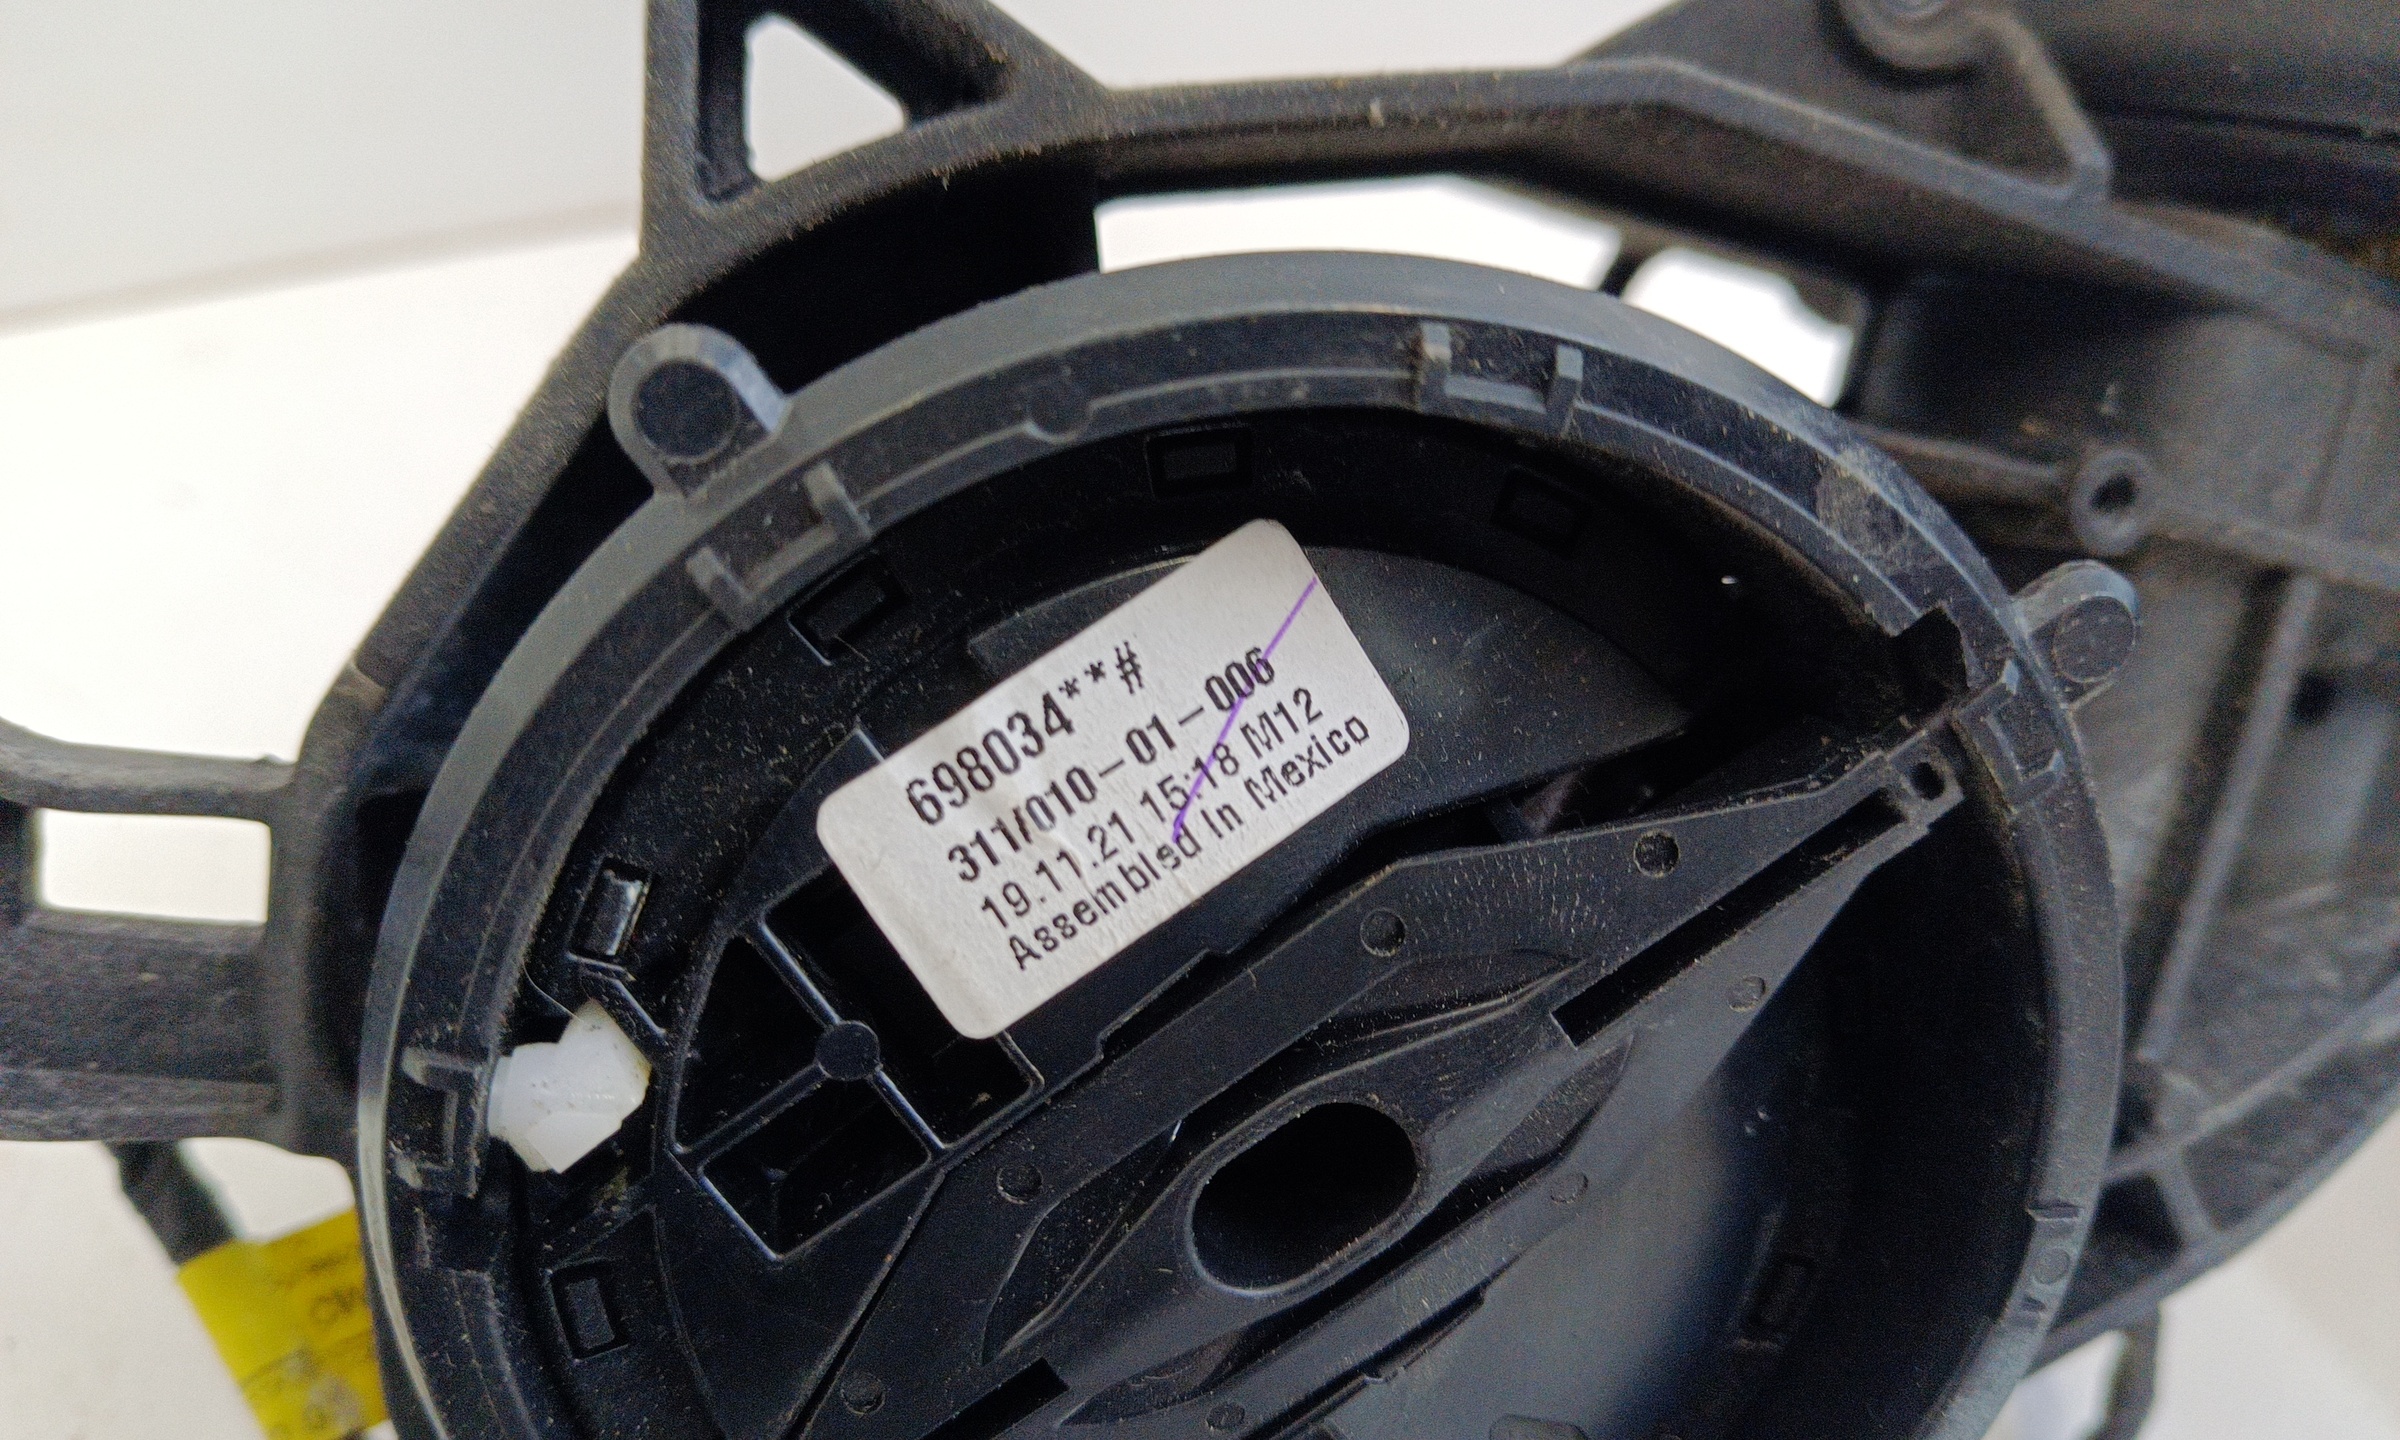 698034**#
311/010-01-006
19.11.21 15:18 M12
Assembled in Mexico